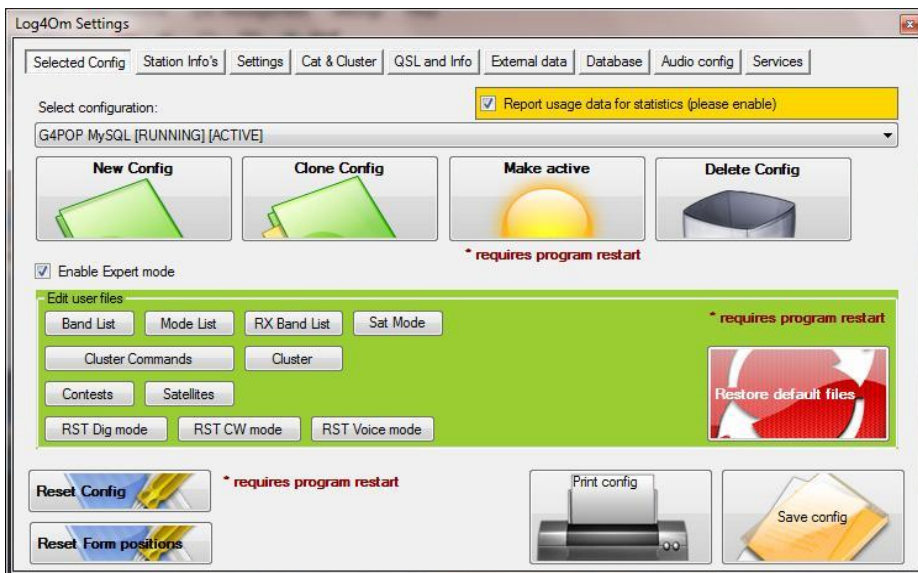 Log4Om Settings
Selected Config Station Info's Settings Cat & Cluster QSL and Info External data Database Audio config Services
Select configuration:
Report usage data for statistics (please enable)
G4POP MySQL [RUNNING] [ACTIVE]
New Config Clone Config Make active Delete Config
* requires program restart
Enable Expert mode
Edit user files
Band List Mode List RX Band List Sat Mode
* requires program restart
Cluster Commands Cluster
Contests Satellites
Restore default files
RST Dig mode RST CW mode RST Voice mode
Reset Config
* requires program restart
Print config
Save config
Reset Form positions